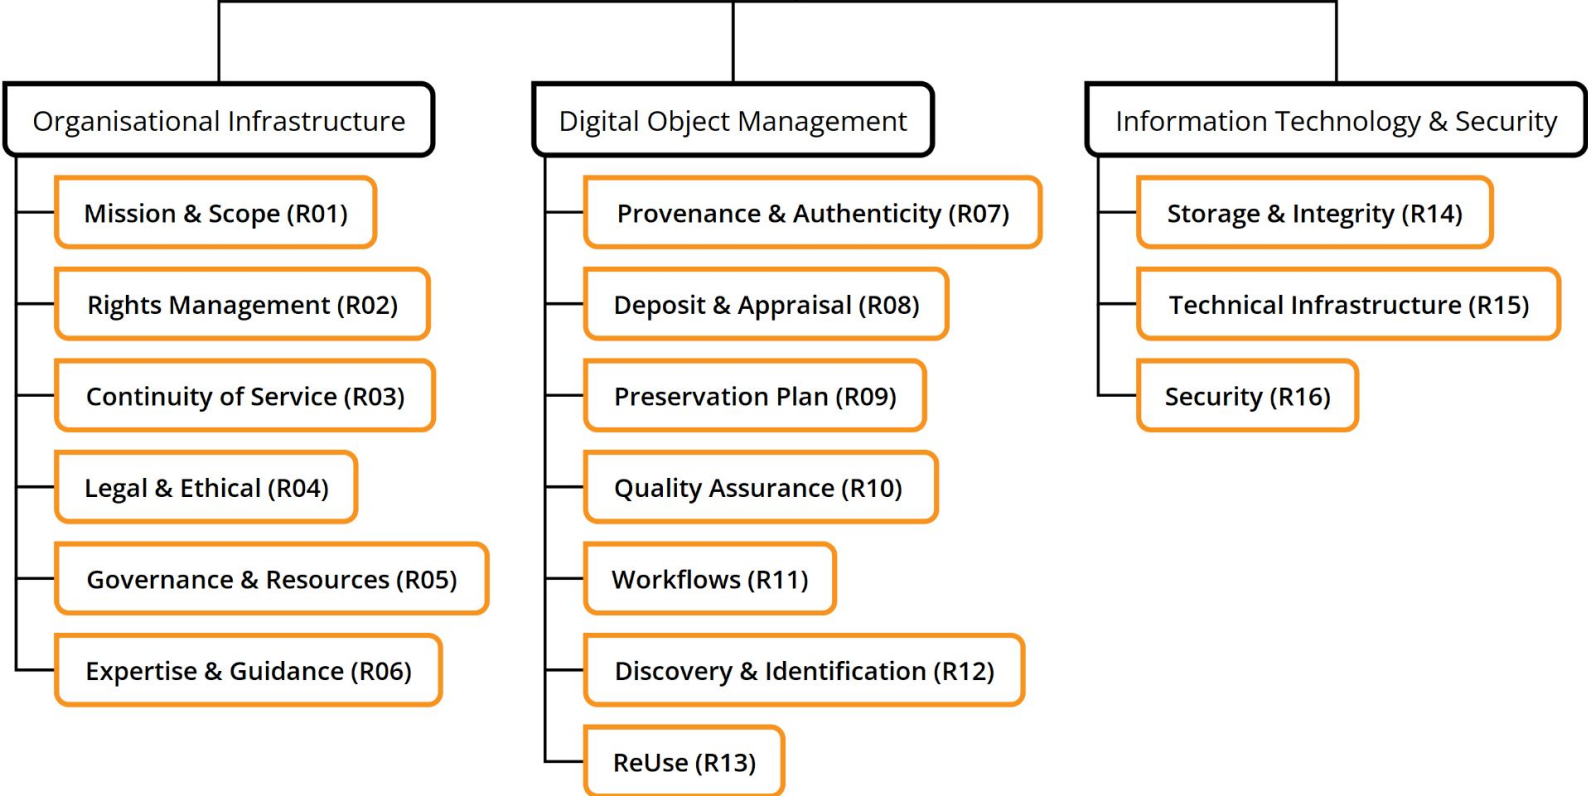 Organisational Infrastructure
Mission & Scope (R01)
Rights Management (R02)
Continuity of Service (R03)
Legal & Ethical (R04)
Governance & Resources (R05)
Expertise & Guidance (R06)
Digital Object Management
Provenance & Authenticity (R07)
Deposit & Appraisal (R08)
Preservation Plan (R09)
Quality Assurance (R10)
Workflows (R11)
Discovery & Identification (R12)
ReUse (R13)
Information Technology & Security
Storage & Integrity (R14)
Technical Infrastructure (R15)
Security (R16)